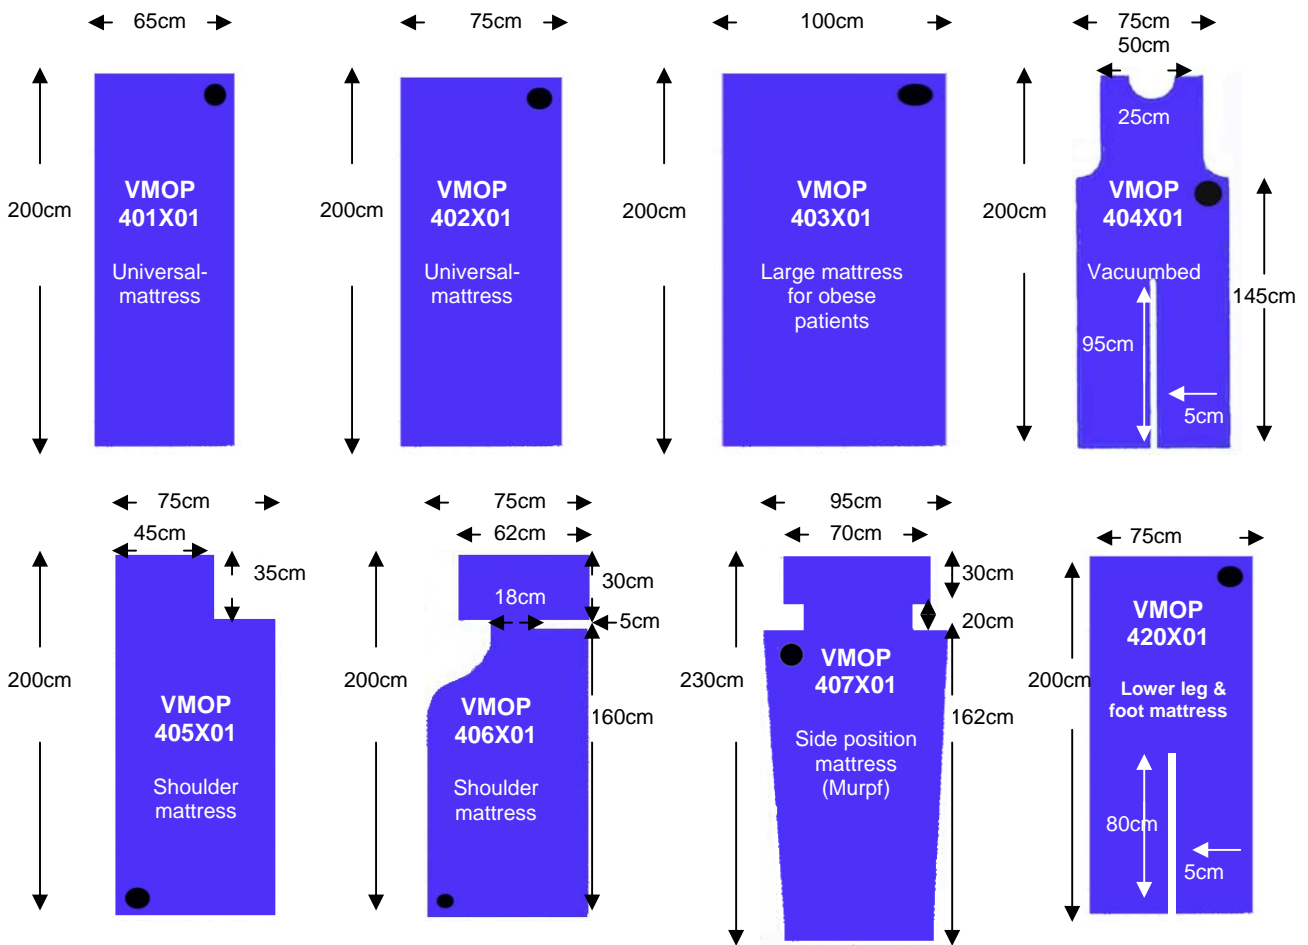 65cm
200cm
VMOP
401X01
Universal-
mattress
75cm
200cm
VMOP
402X01
Universal-
mattress
100cm
200cm
VMOP
403X01
Large mattress
for obese
patients
75cm
50cm
25cm
200cm
VMOP
404X01
Vacuumbed
145cm
95cm
5cm
75cm
45cm
35cm
200cm
VMOP
405X01
Shoulder
mattress
75cm
62cm
30cm
18cm
5cm
200cm
VMOP
406X01
160cm
Shoulder
mattress
95cm
70cm
30cm
20cm
230cm
VMOP
407X01
162cm
Side position
mattress
(Murpf)
75cm
VMOP
420X01
200cm
Lower leg &
foot mattress
80cm
5cm